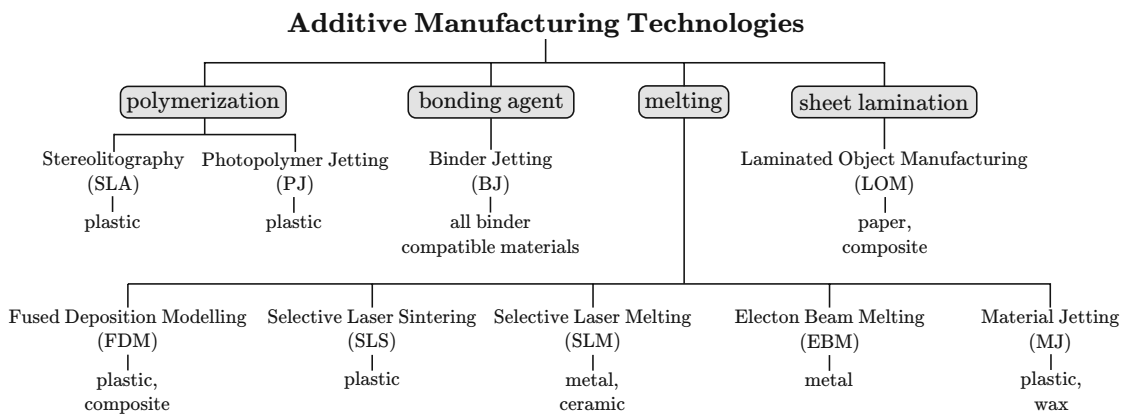 Additive Manufacturing Technologies
polymerization
bonding agent
melting
sheet lamination
Stereolitography
(SLA)
plastic
Photopolymer Jetting
(PJ)
plastic
Binder Jetting
(BJ)
all binder
compatible materials
Laminated Object Manufacturing
(LOM)
paper,
composite
Fused Deposition Modelling
(FDM)
plastic,
composite
Selective Laser Sintering
(SLS)
plastic
Selective Laser Melting
(SLM)
metal,
ceramic
Electon Beam Melting
(EBM)
metal
Material Jetting
(MJ)
plastic,
wax